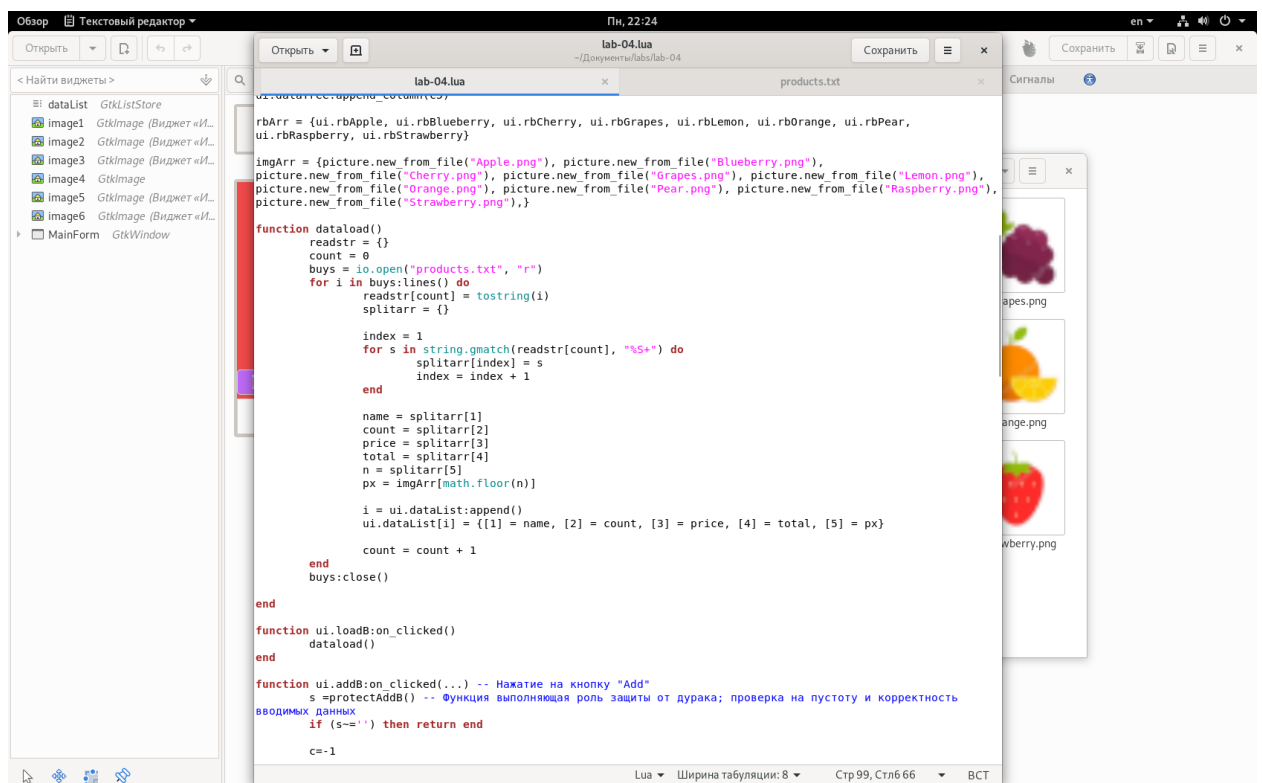 Обзор Текстовый редактор Пн, 22:24 en
Открыть
Открыть lab-04.lua Сохранить
~/Документы/labs/lab-04
Сохранить
< Найти виджеты >
lab-04.lua products.txt
Сигналы
dataList GtkListStore
image1 GtkImage (Виджет «И...
image2 GtkImage (Виджет «И...
image3 GtkImage (Виджет «И...
image4 GtkImage
image5 GtkImage (Виджет «И...
image6 GtkImage (Виджет «И...
MainForm GtkWindow
ui.dataTree:append_column(c5)
rbArr = {ui.rbApple, ui.rbBlueberry, ui.rbCherry, ui.rbGrapes, ui.rbLemon, ui.rbOrange, ui.rbPear,
ui.rbRaspberry, ui.rbStrawberry}
imgArr = {picture.new_from_file("Apple.png"), picture.new_from_file("Blueberry.png"),
picture.new_from_file("Cherry.png"), picture.new_from_file("Grapes.png"), picture.new_from_file("Lemon.png"),
picture.new_from_file("Orange.png"), picture.new_from_file("Pear.png"), picture.new_from_file("Raspberry.png"),
picture.new_from_file("Strawberry.png"),}
function dataload()
readstr = {}
count = 0
buys = io.open("products.txt", "r")
for i in buys:lines() do
readstr[count] = tostring(i)
splitarr = {}
index = 1
for s in string.gmatch(readstr[count], "%S+") do
splitarr[index] = s
index = index + 1
end
name = splitarr[1]
count = splitarr[2]
price = splitarr[3]
total = splitarr[4]
n = splitarr[5]
px = imgArr[math.floor(n)]
i = ui.dataList:append()
ui.dataList[i] = {[1] = name, [2] = count, [3] = price, [4] = total, [5] = px}
count = count + 1
end
buys:close()
end
function ui.loadB:on_clicked()
dataload()
end
function ui.addB:on_clicked(...) -- Нажатие на кнопку "Add"
s =protectAddB() -- Функция выполняющая роль защиты от дурака; проверка на пустоту и корректность
вводимых данных
if (s~='') then return end
c=-1
apes.png
ange.png
wberry.png
Lua Ширина табуляции: 8 Стр 99, Стлб 66 ВСТ